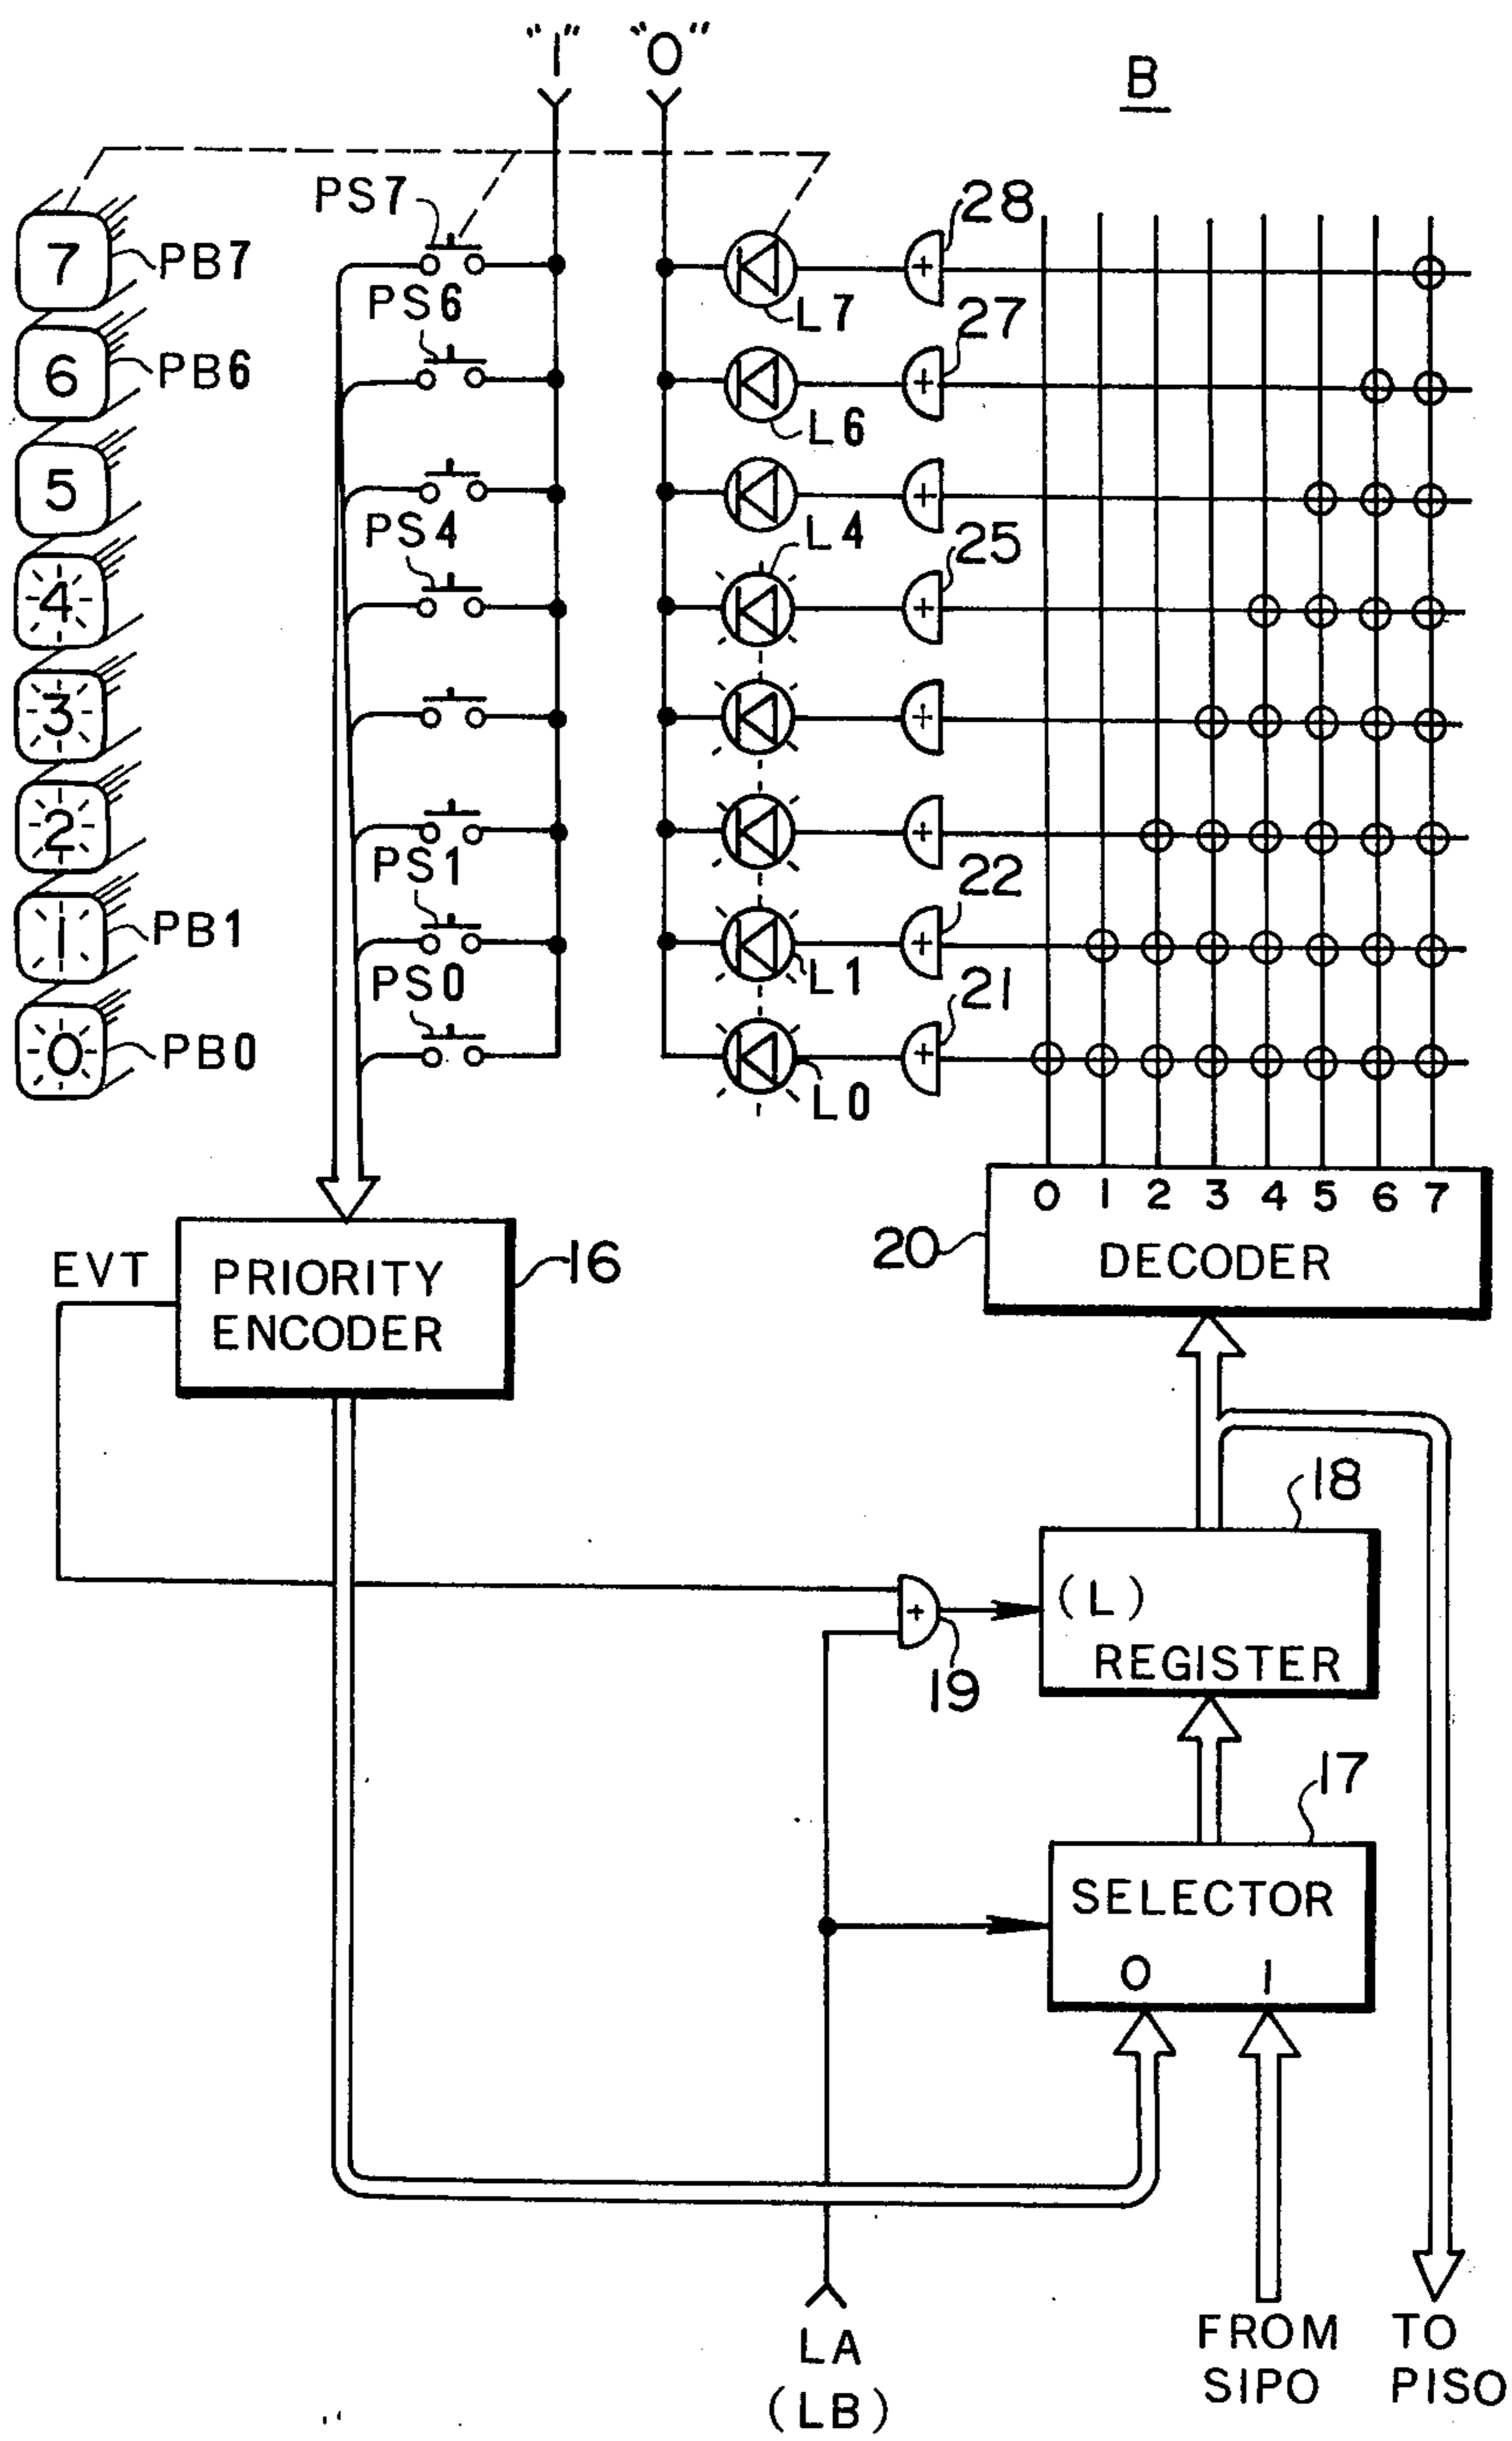 "1" "0"
B
PS7
28
7
PB7
PS6
L7
27
6
PB6
L6
5
PS4
L4
25
4
3
2
PS1
22
1
PB1
PS0
L1
21
0
PB0
L0
0 1 2 3 4 5 6 7
20
DECODER
EVT
PRIORITY
ENCODER
16
18
(L)
REGISTER
19
17
SELECTOR
0 1
LA
(LB)
FROM
SIPO
TO
PISO